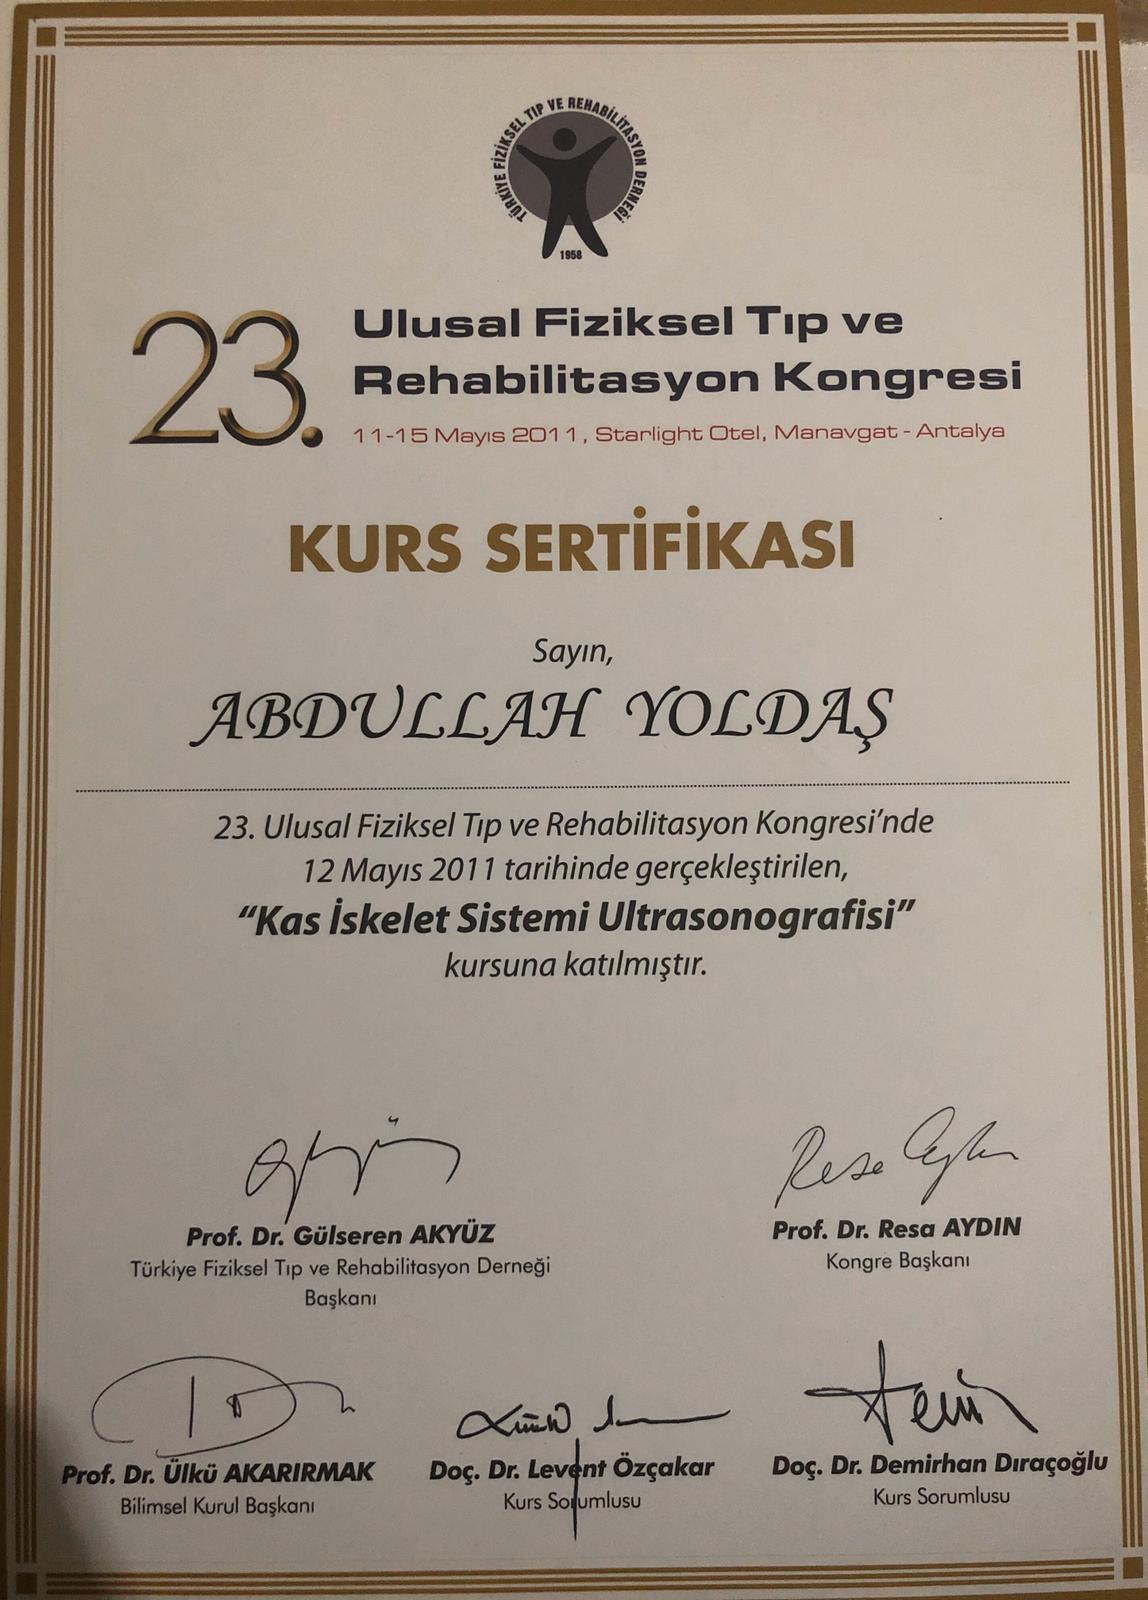 TÜRKİYE FİZİKSEL TIP VE REHABİLİTASYON DERNEĞİ
1958
23.
Ulusal Fiziksel Tıp ve
Rehabilitasyon Kongresi
11-15 Mayıs 2011, Starlight Otel, Manavgat - Antalya
KURS SERTİFİKASI
Sayın,
ABDULLAH YOLDAŞ
23. Ulusal Fiziksel Tıp ve Rehabilitasyon Kongresi'nde
12 Mayıs 2011 tarihinde gerçekleştirilen,
"Kas İskelet Sistemi Ultrasonografisi"
kursuna katılmıştır.
Prof. Dr. Gülseren AKYÜZ
Türkiye Fiziksel Tıp ve Rehabilitasyon Derneği
Başkanı
Resa Aydın
Prof. Dr. Resa AYDIN
Kongre Başkanı
Prof. Dr. Ülkü AKARIRMAK
Bilimsel Kurul Başkanı
Doç. Dr. Levent Özçakar
Kurs Sorumlusu
Doç. Dr. Demirhan Dıraçoğlu
Kurs Sorumlusu